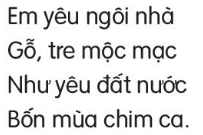 Em yêu ngôi nhà
Gỗ, tre mộc mạc
Như yêu đất nước
Bốn mùa chim ca.